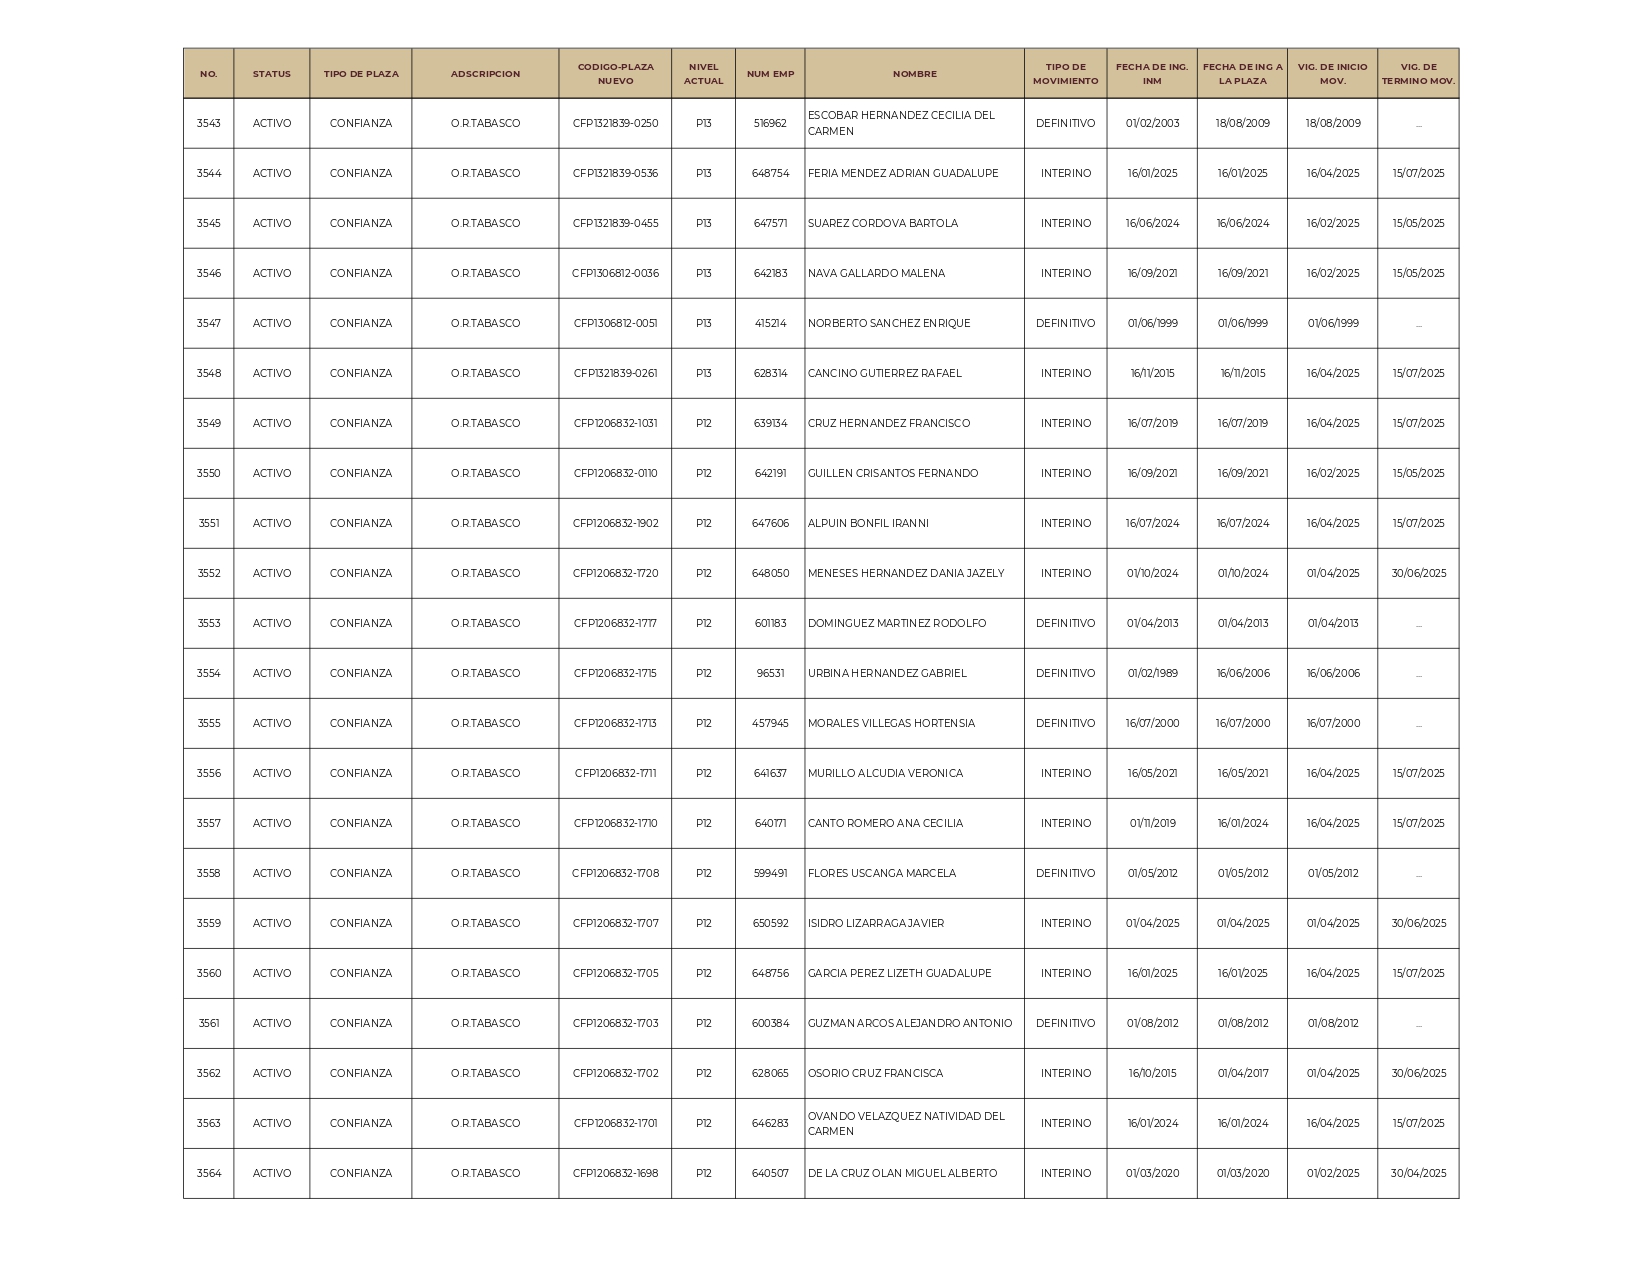 NO. STATUS TIPO DE PLAZA ADSCRIPCION CODIGO-PLAZA NUEVO NIVEL ACTUAL NUM EMP NOMBRE TIPO DE MOVIMIENTO FECHA DE ING. INM FECHA DE ING A LA PLAZA VIG. DE INICIO MOV. VIG. DE TERMINO MOV.
3543 ACTIVO CONFIANZA O.R.TABASCO CFP1321839-0250 P13 516962 ESCOBAR HERNANDEZ CECILIA DEL CARMEN DEFINITIVO 01/02/2003 18/08/2009 18/08/2009 ...
3544 ACTIVO CONFIANZA O.R.TABASCO CFP1321839-0536 P13 648754 FERIA MENDEZ ADRIAN GUADALUPE INTERINO 16/01/2025 16/01/2025 16/04/2025 15/07/2025
3545 ACTIVO CONFIANZA O.R.TABASCO CFP1321839-0455 P13 647571 SUAREZ CORDOVA BARTOLA INTERINO 16/06/2024 16/06/2024 16/02/2025 15/05/2025
3546 ACTIVO CONFIANZA O.R.TABASCO CFP1306812-0036 P13 642183 NAVA GALLARDO MALENA INTERINO 16/09/2021 16/09/2021 16/02/2025 15/05/2025
3547 ACTIVO CONFIANZA O.R.TABASCO CFP1306812-0051 P13 415214 NORBERTO SANCHEZ ENRIQUE DEFINITIVO 01/06/1999 01/06/1999 01/06/1999 ...
3548 ACTIVO CONFIANZA O.R.TABASCO CFP1321839-0261 P13 628314 CANCINO GUTIERREZ RAFAEL INTERINO 16/11/2015 16/11/2015 16/04/2025 15/07/2025
3549 ACTIVO CONFIANZA O.R.TABASCO CFP1206832-1031 P12 639134 CRUZ HERNANDEZ FRANCISCO INTERINO 16/07/2019 16/07/2019 16/04/2025 15/07/2025
3550 ACTIVO CONFIANZA O.R.TABASCO CFP1206832-0110 P12 642191 GUILLEN CRISANTOS FERNANDO INTERINO 16/09/2021 16/09/2021 16/02/2025 15/05/2025
3551 ACTIVO CONFIANZA O.R.TABASCO CFP1206832-1902 P12 647606 ALPUIN BONFIL IRANNI INTERINO 16/07/2024 16/07/2024 16/04/2025 15/07/2025
3552 ACTIVO CONFIANZA O.R.TABASCO CFP1206832-1720 P12 648050 MENESES HERNANDEZ DANIA JAZELY INTERINO 01/10/2024 01/10/2024 01/04/2025 30/06/2025
3553 ACTIVO CONFIANZA O.R.TABASCO CFP1206832-1717 P12 601183 DOMINGUEZ MARTINEZ RODOLFO DEFINITIVO 01/04/2013 01/04/2013 01/04/2013 ...
3554 ACTIVO CONFIANZA O.R.TABASCO CFP1206832-1715 P12 96531 URBINA HERNANDEZ GABRIEL DEFINITIVO 01/02/1989 16/06/2006 16/06/2006 ...
3555 ACTIVO CONFIANZA O.R.TABASCO CFP1206832-1713 P12 457945 MORALES VILLEGAS HORTENSIA DEFINITIVO 16/07/2000 16/07/2000 16/07/2000 ...
3556 ACTIVO CONFIANZA O.R.TABASCO CFP1206832-1711 P12 641637 MURILLO ALCUDIA VERONICA INTERINO 16/05/2021 16/05/2021 16/04/2025 15/07/2025
3557 ACTIVO CONFIANZA O.R.TABASCO CFP1206832-1710 P12 640171 CANTO ROMERO ANA CECILIA INTERINO 01/11/2019 16/01/2024 16/04/2025 15/07/2025
3558 ACTIVO CONFIANZA O.R.TABASCO CFP1206832-1708 P12 599491 FLORES USCANGA MARCELA DEFINITIVO 01/05/2012 01/05/2012 01/05/2012 ...
3559 ACTIVO CONFIANZA O.R.TABASCO CFP1206832-1707 P12 650592 ISIDRO LIZARRAGA JAVIER INTERINO 01/04/2025 01/04/2025 01/04/2025 30/06/2025
3560 ACTIVO CONFIANZA O.R.TABASCO CFP1206832-1705 P12 648756 GARCIA PEREZ LIZETH GUADALUPE INTERINO 16/01/2025 16/01/2025 16/04/2025 15/07/2025
3561 ACTIVO CONFIANZA O.R.TABASCO CFP1206832-1703 P12 600384 GUZMAN ARCOS ALEJANDRO ANTONIO DEFINITIVO 01/08/2012 01/08/2012 01/08/2012 ...
3562 ACTIVO CONFIANZA O.R.TABASCO CFP1206832-1702 P12 628065 OSORIO CRUZ FRANCISCA INTERINO 16/10/2015 01/04/2017 01/04/2025 30/06/2025
3563 ACTIVO CONFIANZA O.R.TABASCO CFP1206832-1701 P12 646283 OVANDO VELAZQUEZ NATIVIDAD DEL CARMEN INTERINO 16/01/2024 16/01/2024 16/04/2025 15/07/2025
3564 ACTIVO CONFIANZA O.R.TABASCO CFP1206832-1698 P12 640507 DE LA CRUZ OLAN MIGUEL ALBERTO INTERINO 01/03/2020 01/03/2020 01/02/2025 30/04/2025